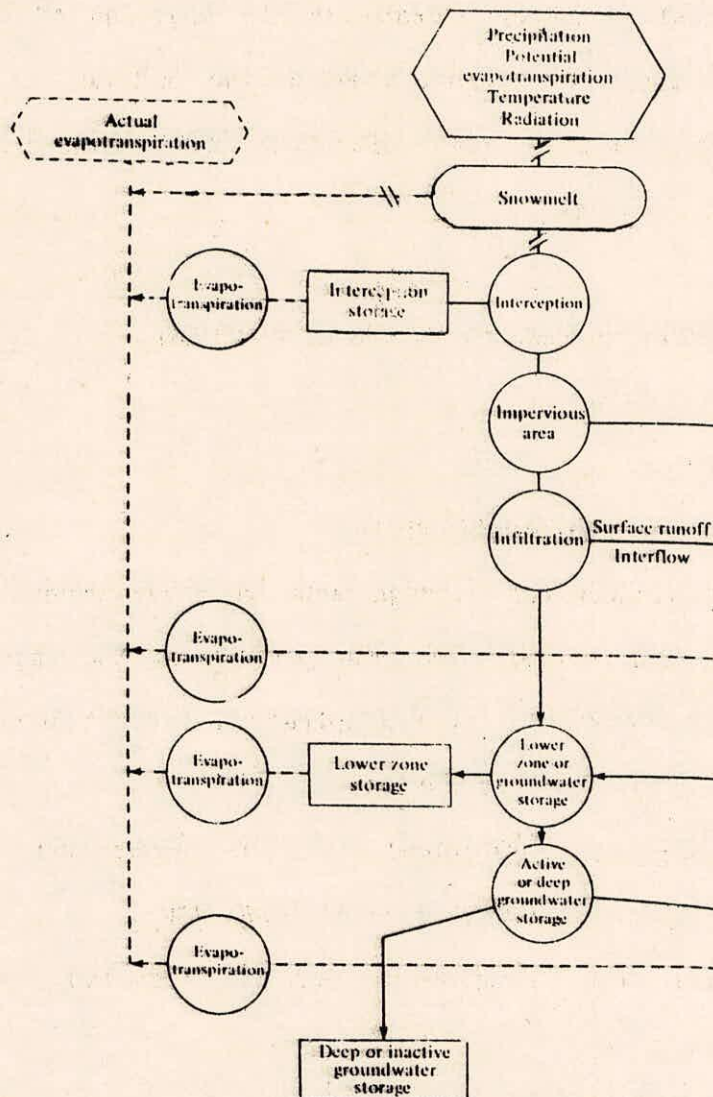 Precipitation
Potential
evapotranspiration
Temperature
Radiation
Actual
evapotranspiration
Snowmelt
Evapo-
transpiration
Interception
storage
Interception
Impervious
area
Infiltration
Surface runoff
Interflow
Evapo-
transpiration
Evapo-
transpiration
Lower zone
storage
Lower zone or
groundwater
storage
Active
or deep
groundwater
storage
Evapo-
transpiration
Deep or inactive
groundwater
storage